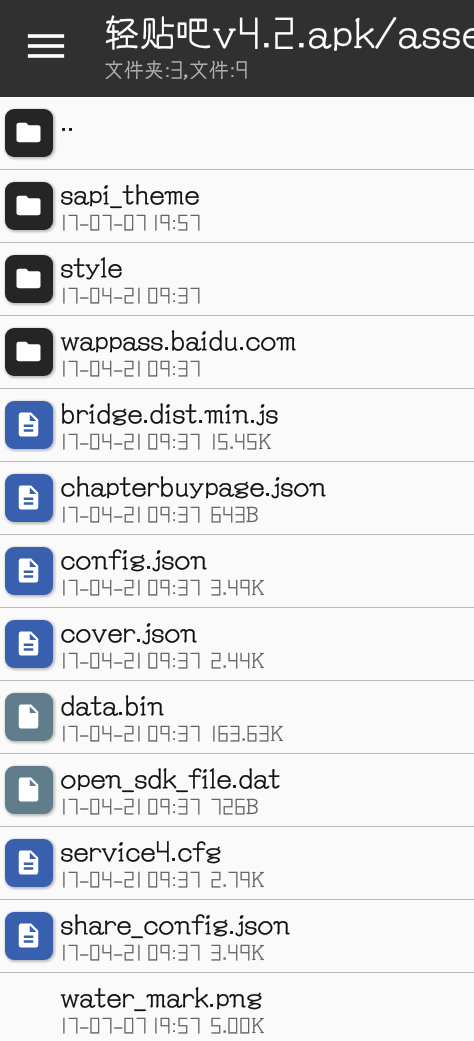 轻贴吧v4.2.apk/asse
文件夹:3,文件:9
..
sapi_theme
17-07-07 19:57
style
17-04-21 09:37
wappass.baidu.com
17-04-21 09:37
bridge.dist.min.js
17-04-21 09:37 15.45K
chapterbuypage.json
17-04-21 09:37 643B
config.json
17-04-21 09:37 3.49K
cover.json
17-04-21 09:37 2.44K
data.bin
17-04-21 09:37 163.63K
open_sdk_file.dat
17-04-21 09:37 726B
service4.cfg
17-04-21 09:37 2.79K
share_config.json
17-04-21 09:37 3.49K
water_mark.png
17-07-07 19:57 5.00K